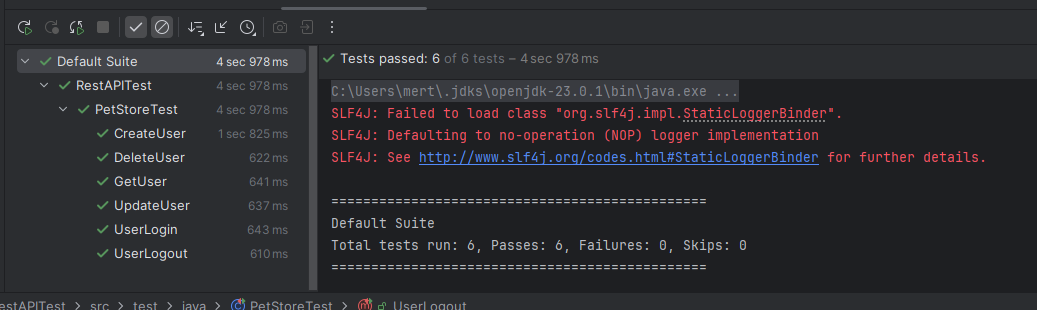 Default Suite 4 sec 978 ms
RestAPITest 4 sec 978 ms
PetStoreTest 4 sec 978 ms
CreateUser 1 sec 825 ms
DeleteUser 622 ms
GetUser 641 ms
UpdateUser 637 ms
UserLogin 643 ms
UserLogout 610 ms
Tests passed: 6 of 6 tests – 4 sec 978 ms
C:\Users\mert\.jdks\openjdk-23.0.1\bin\java.exe ...
SLF4J: Failed to load class "org.slf4j.impl.StaticLoggerBinder".
SLF4J: Defaulting to no-operation (NOP) logger implementation
SLF4J: See http://www.slf4j.org/codes.html#StaticLoggerBinder for further details.
===============================================
Default Suite
Total tests run: 6, Passes: 6, Failures: 0, Skips: 0
===============================================
estAPITest > src > test > java > PetStoreTest > UserLogout